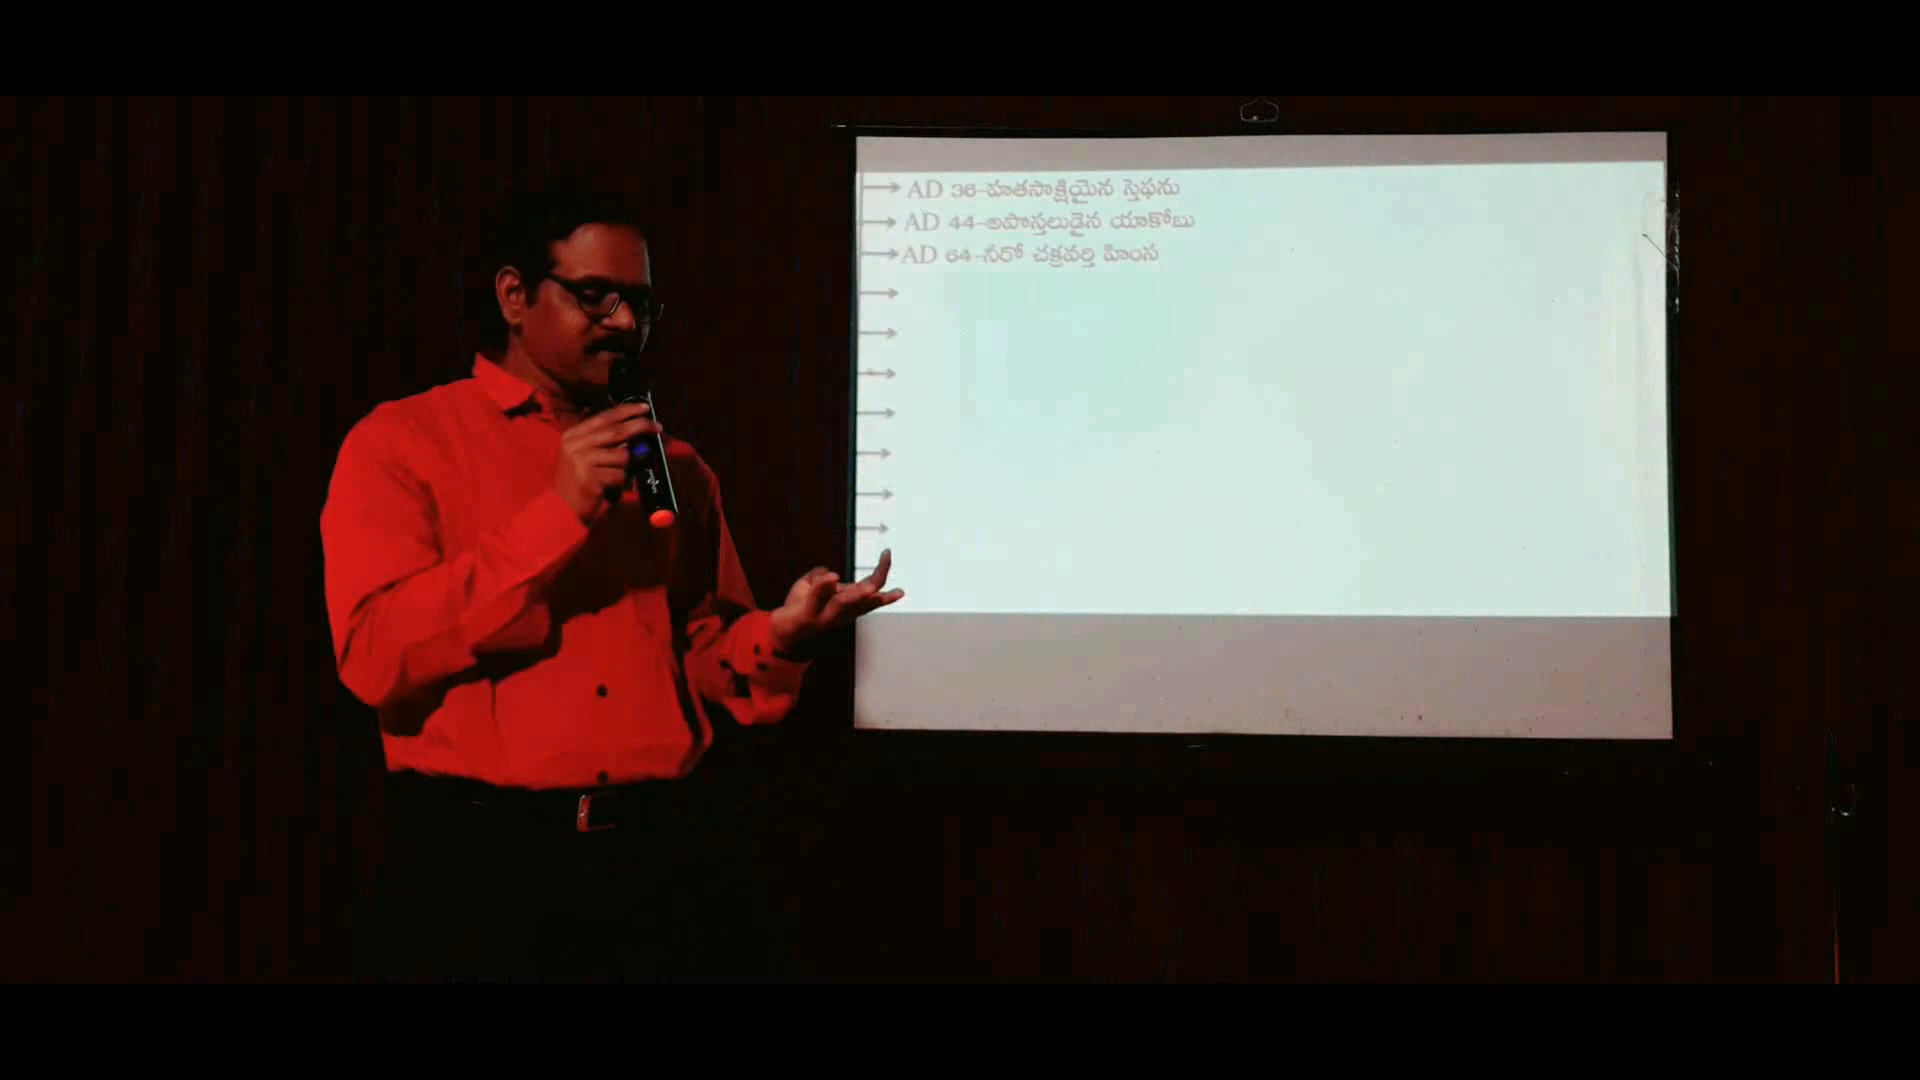 AD 36-హతసాక్షియైన స్తెఫను
AD 44-అపొస్తలుడైన యాకోబు
AD 64-నీరో చక్రవర్తి హింస